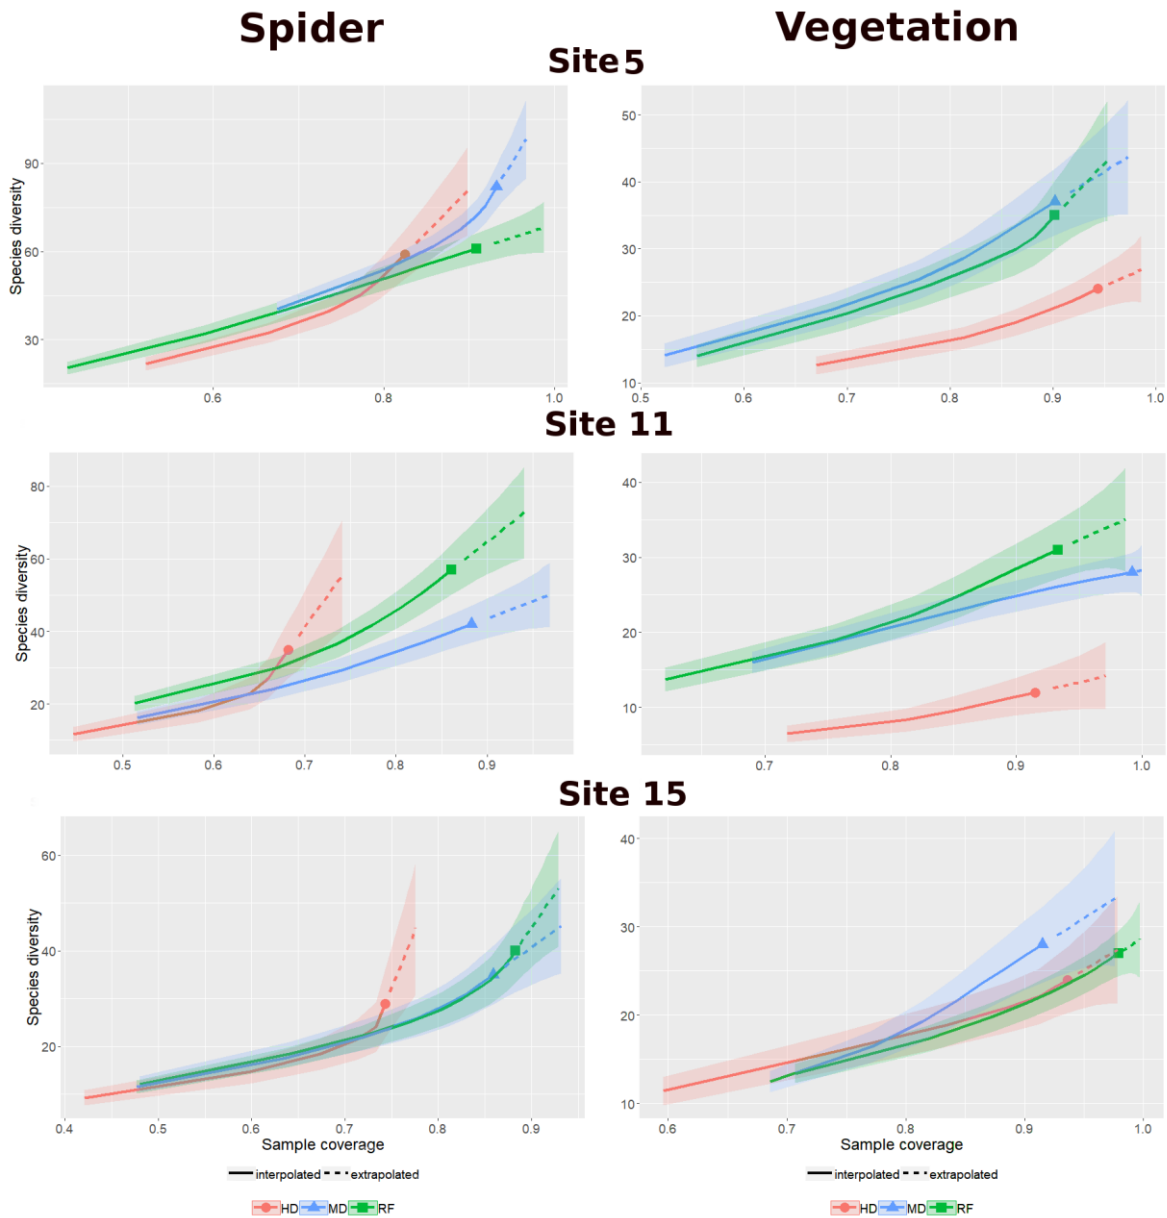 Spider Vegetation
Site 5
Species diversity
90
60
30
0.6 0.8 1.0
50
40
30
20
10
0.5 0.6 0.7 0.8 0.9 1.0
Site 11
Species diversity
80
60
40
20
0.5 0.6 0.7 0.8 0.9
40
30
20
10
0.7 0.8 0.9 1.0
Site 15
Species diversity
60
40
20
0.4 0.5 0.6 0.7 0.8 0.9
Sample coverage
40
30
20
10
0.6 0.7 0.8 0.9 1.0
Sample coverage
interpolated extrapolated
HD MD RF
interpolated extrapolated
HD MD RF